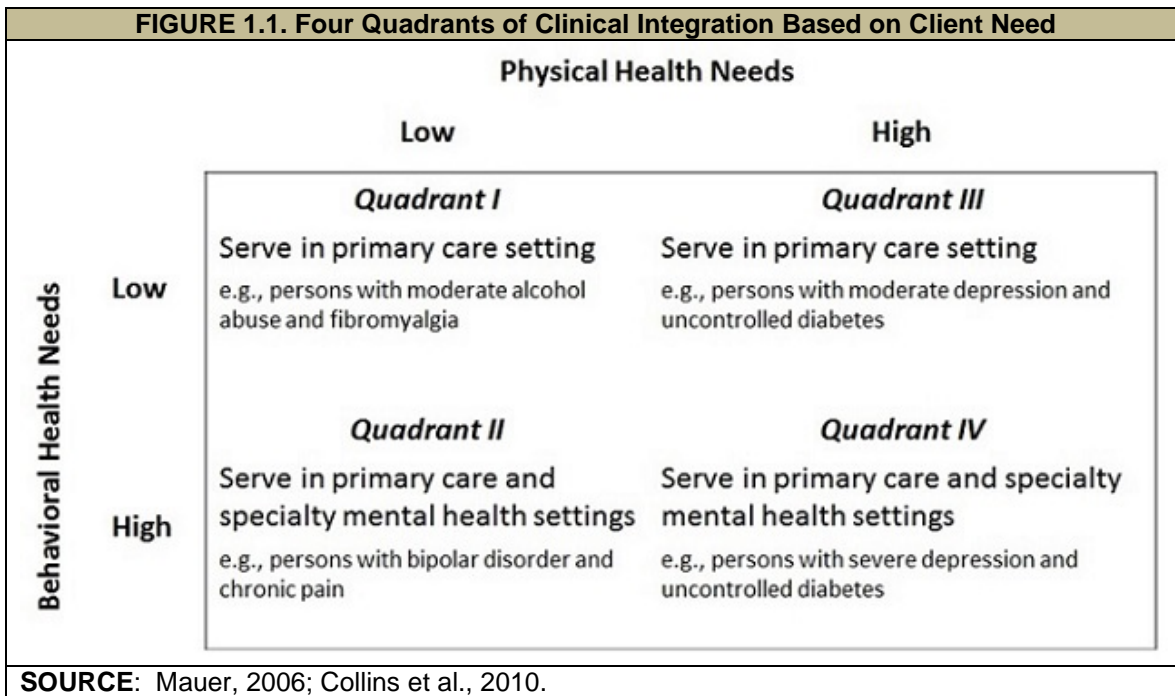 FIGURE 1.1. Four Quadrants of Clinical Integration Based on Client Need
Physical Health Needs
Low
High
Behavioral Health Needs
Low
Quadrant I
Serve in primary care setting
e.g., persons with moderate alcohol
abuse and fibromyalgia
Quadrant III
Serve in primary care setting
e.g., persons with moderate depression and
uncontrolled diabetes
High
Quadrant II
Serve in primary care and
specialty mental health settings
e.g., persons with bipolar disorder and
chronic pain
Quadrant IV
Serve in primary care and specialty
mental health settings
e.g., persons with severe depression and
uncontrolled diabetes
SOURCE: Mauer, 2006; Collins et al., 2010.